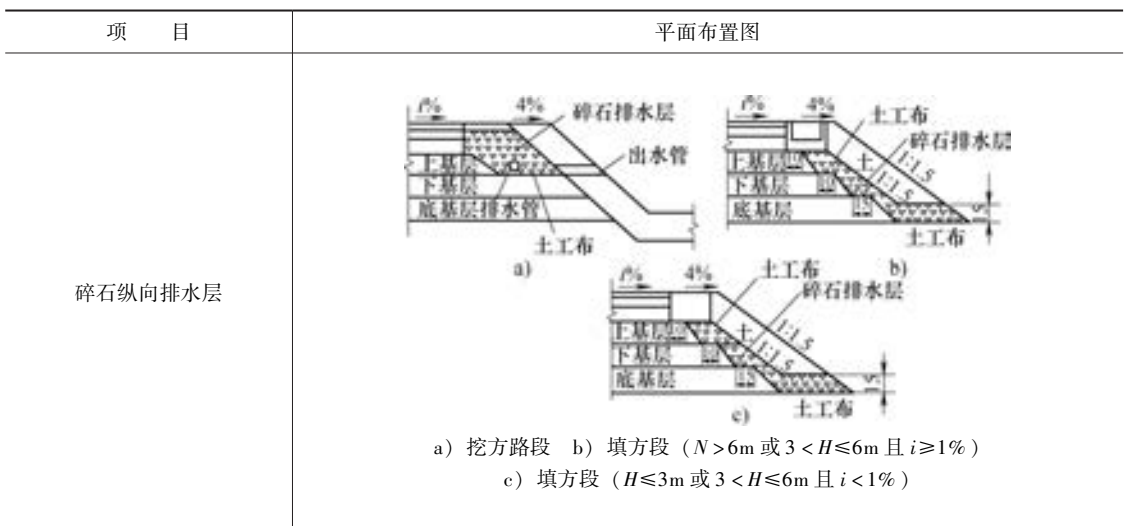 项 目
平面布置图
碎石纵向排水层
i% 4% 碎石排水层
出水管
上基层
下基层
底基层排水管
土工布
a)
i% 4% 土工布
碎石排水层
上基层
土 1:1.5 1:1.5
下基层
底基层
15
土工布
b)
i% 4% 土工布
碎石排水层
上基层
土 1:1.5 1:1.5
下基层
底基层
15
土工布
c)
a) 挖方路段 b) 填方段（N>6m 或 3<H≤6m 且 i≥1%）
c) 填方段（H≤3m 或 3<H≤6m 且 i<1%）